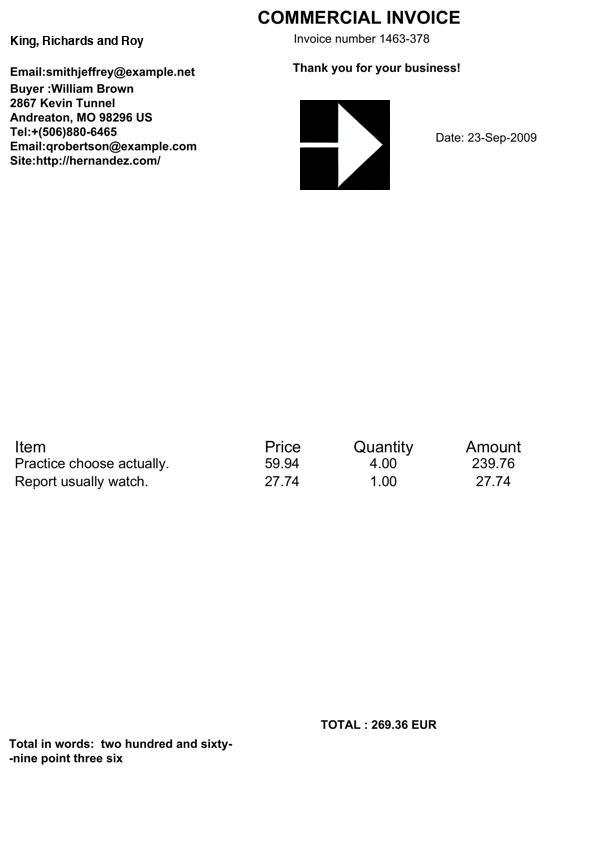 COMMERCIAL INVOICE
Invoice number 1463-378
King, Richards and Roy
Thank you for your business!
Email:smithjeffrey@example.net
Buyer :William Brown
2867 Kevin Tunnel
Andreaton, MO 98296 US
Tel:+(506)880-6465
Email:qrobertson@example.com
Site:http://hernandez.com/
Date: 23-Sep-2009
Item Price Quantity Amount
Practice choose actually. 59.94 4.00 239.76
Report usually watch. 27.74 1.00 27.74
TOTAL : 269.36 EUR
Total in words:  two hundred and sixty-
-nine point three six